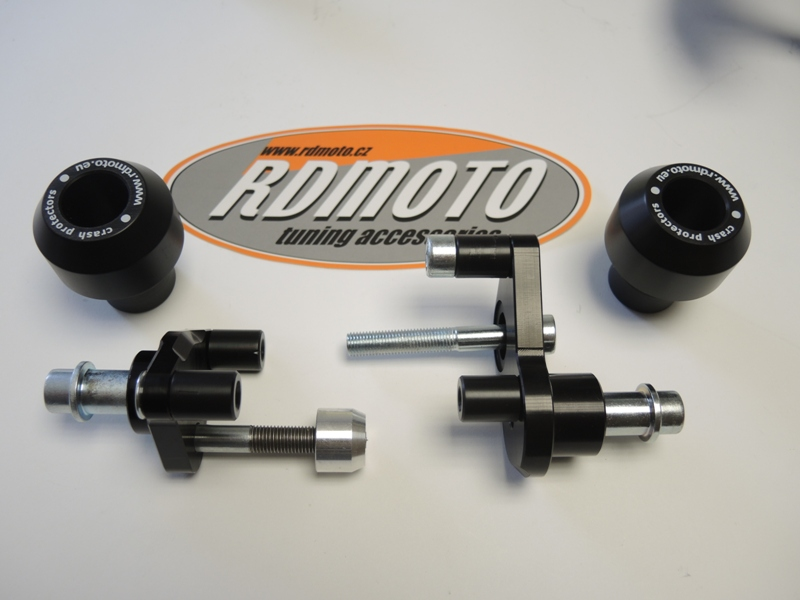 www.rdmoto.cz
RDMOTO
tuning accessories
www.rdmoto.eu
crash protectors
www.rdmoto.eu
crash protectors